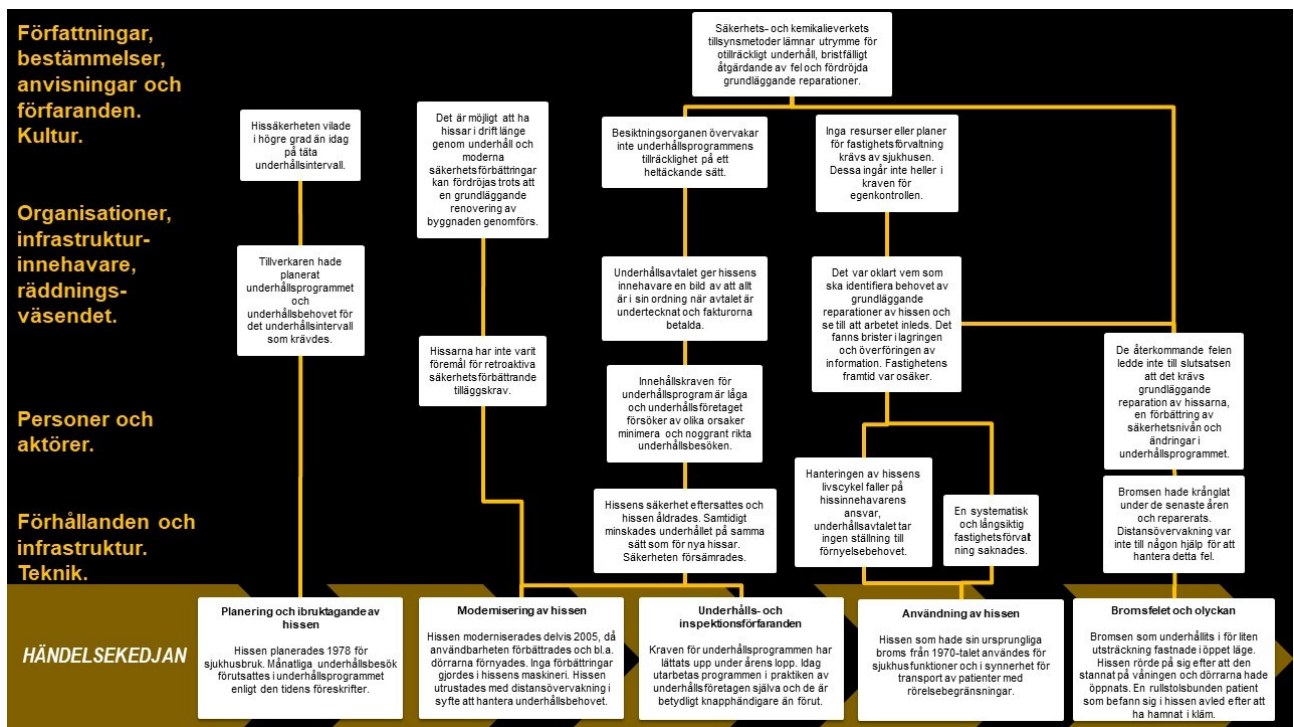 Författningar,
bestämmelser,
anvisningar och
förfaranden.
Kultur.
Organisationer,
infrastruktur-
innehavare,
räddnings-
väsendet.
Personer och
aktörer.
Förhållanden och
infrastruktur.
Teknik.
Säkerhets- och kemikalieverkets
tillsynsmetoder lämnar utrymme för
otillräckligt underhåll, bristfälligt
åtgärdande av fel och fördröjda
grundläggande reparationer.
Hissäkerheten vilade
i högre grad än idag
på täta
underhållsintervall.
Det är möjligt att ha
hissar i drift länge
genom underhåll och
moderna
säkerhetsförbättringar
kan fördröjas trots att
en grundläggande
renovering av
byggnaden genomförs.
Besiktningsorganen övervakar
inte underhållsprogrammens
tillräcklighet på ett
heltäckande sätt.
Inga resurser eller planer
för fastighetsförvaltning
krävs av sjukhusen.
Dessa ingår inte heller i
kraven för
egenkontrollen.
Tillverkaren hade
planerat
underhållsprogrammet
och
underhållsbehovet för
det underhållsintervall
som krävdes.
Hissarna har inte varit
föremål för retroaktiva
säkerhetsförbättrande
tilläggskrav.
Underhållsavtalet ger hissens
innehavare en bild av att allt
är i sin ordning när avtalet är
undertecknat och fakturorna
betalda.
Det var oklart vem som
ska identifiera behovet av
grundläggande
reparationer av hissen och
se till att arbetet inleds. Det
fanns brister i lagringen
och överföringen av
information. Fastighetens
framtid var osäker.
De återkommande felen
ledde inte till slutsatsen
att det krävs
grundläggande
reparation av hissarna,
en förbättring av
säkerhetsnivån och
ändringar i
underhållsprogrammet.
Innehållskraven för
underhållsprogram är låga
och underhållsföretaget
försöker av olika orsaker
minimera och noggrant rikta
underhållsbesöken.
Hanteringen av hissens
livscykel faller på
hissinnehavarens
ansvar,
underhållsavtalet tar
ingen ställning till
förnyelsebehovet.
En systematisk
och långsiktig
fastighetsförvalt
ning saknades.
Bromsen hade krånglat
under de senaste åren
och reparerats.
Distansövervakning var
inte till någon hjälp för att
hantera detta fel.
Hissens säkerhet eftersattes och
hissen åldrades. Samtidigt
minskades underhållet på samma
sätt som för nya hissar.
Säkerheten försämrades.
HÄNDELSEKEDJAN
Planering och ibruktagande av
hissen
Hissen planerades 1978 för
sjukhusbruk. Månatliga underhållsbesök
förutsattes i underhållsprogrammet
enligt den tidens föreskrifter.
Modernisering av hissen
Hissen moderniserades delvis 2005, då
användbarheten förbättrades och bl.a.
dörrarna förnyades. Inga förbättringar
gjordes i hissens maskineri. Hissen
utrustades med distansövervakning i
syfte att hantera underhållsbehovet.
Underhålls- och
inspektionsförfaranden
Kraven för underhållsprogrammen har
lättats upp under årens lopp. Idag
utarbetas programmen i praktiken av
underhållsföretagen själva och de är
betydligt knapphändigare än förut.
Användning av hissen
Hissen som hade sin ursprungliga
broms från 1970-talet användes för
sjukhusfunktioner och i synnerhet för
transport av patienter med
rörelsebegränsningar.
Bromsfelet och olyckan
Bromsen som underhållits i för liten
utsträckning fastnade i öppet läge.
Hissen rörde på sig efter att den
stannat på våningen och dörrarna hade
öppnats. En rullstolsbunden patient
som befann sig i hissen avled efter att
ha hamnat i kläm.